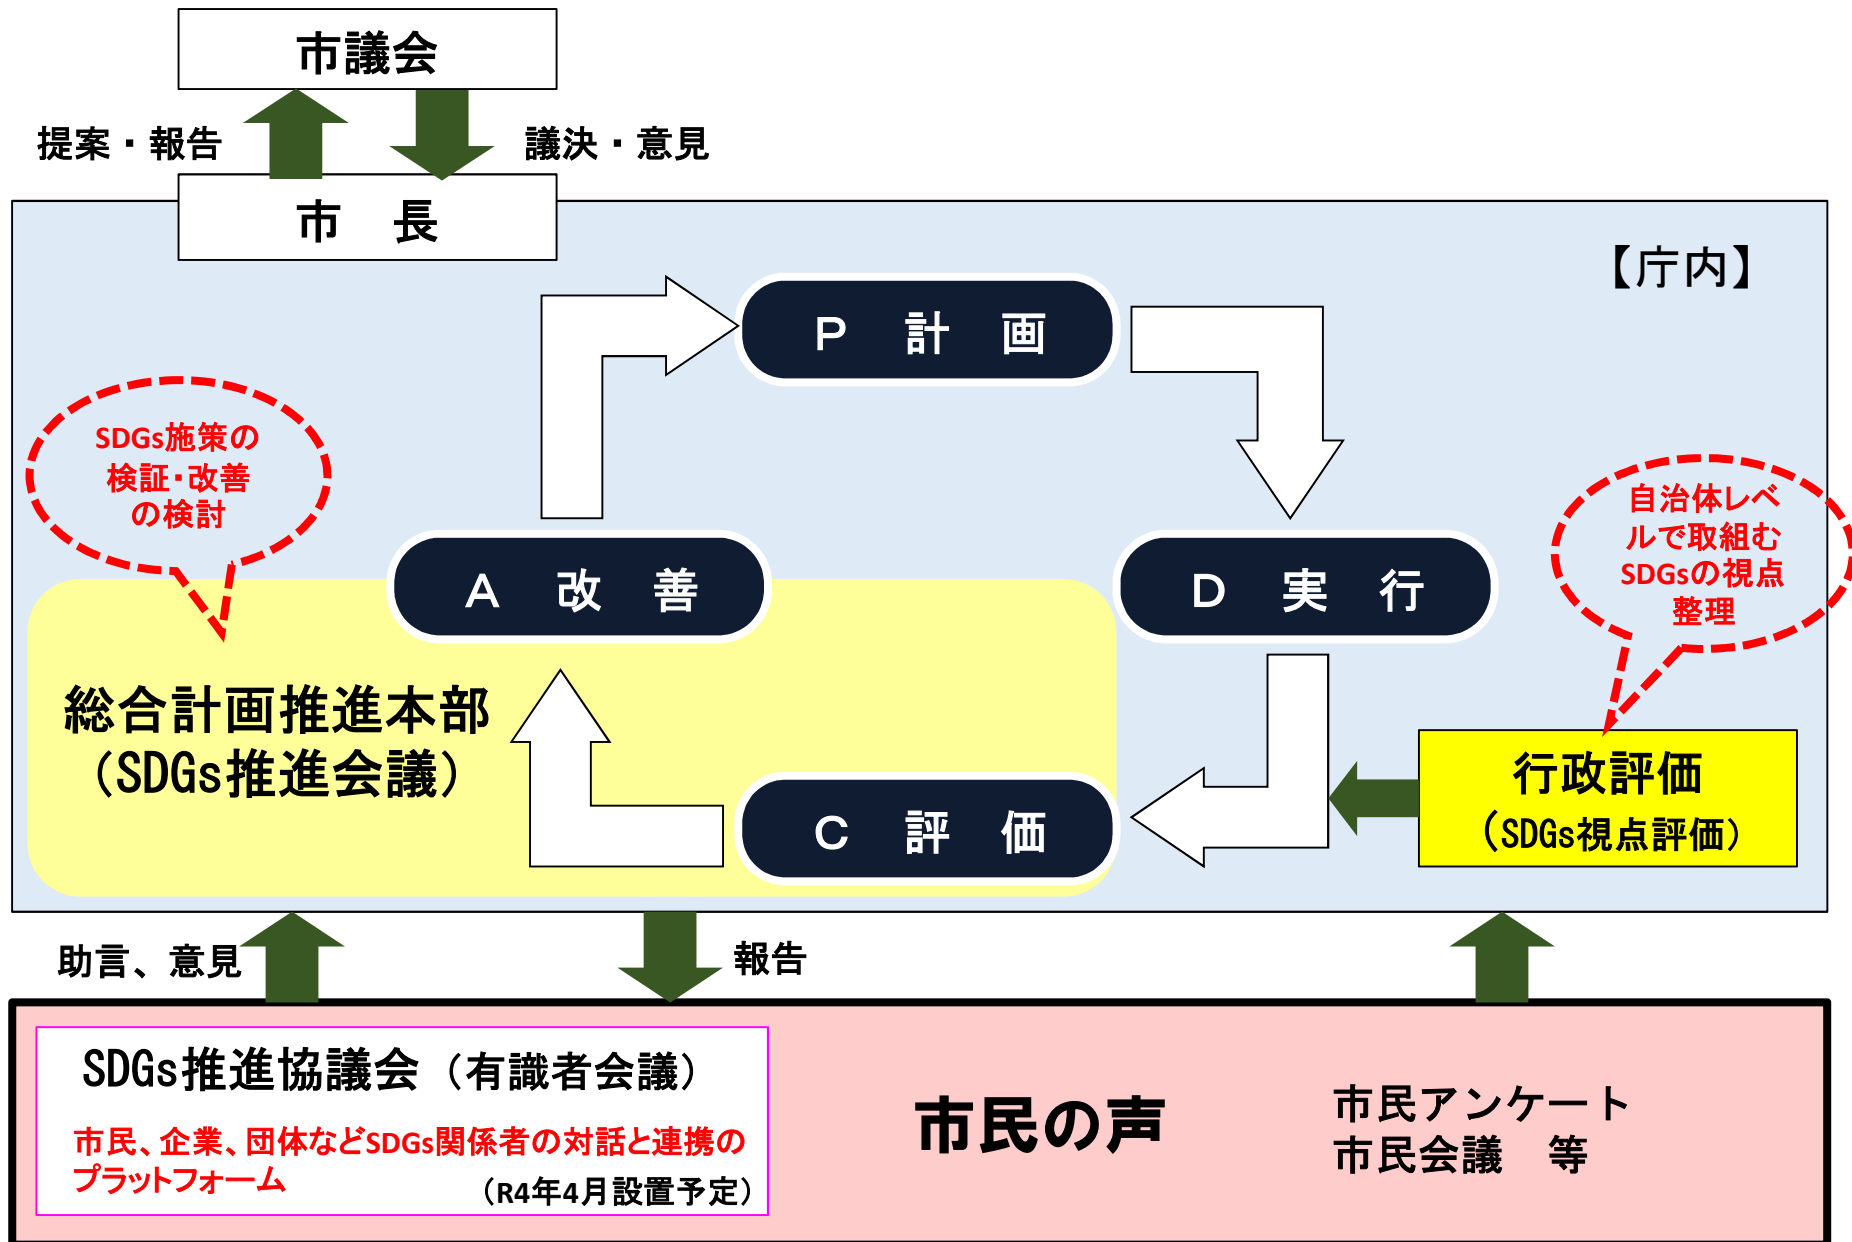 市議会
提案・報告
議決・意見
市　長
【庁内】
Ｐ　計　画
SDGs施策の
検証・改善
の検討
自治体レベ
ルで取組む
SDGsの視点
整理
Ａ　改　善
Ｄ　実　行
総合計画推進本部
（SDGs推進会議）
行政評価
（SDGs視点評価）
Ｃ　評　価
助言、意見
報告
SDGs推進協議会（有識者会議）
市民、企業、団体などSDGs関係者の対話と連携の
プラットフォーム
（R4年4月設置予定）
市民の声
市民アンケート
市民会議　等